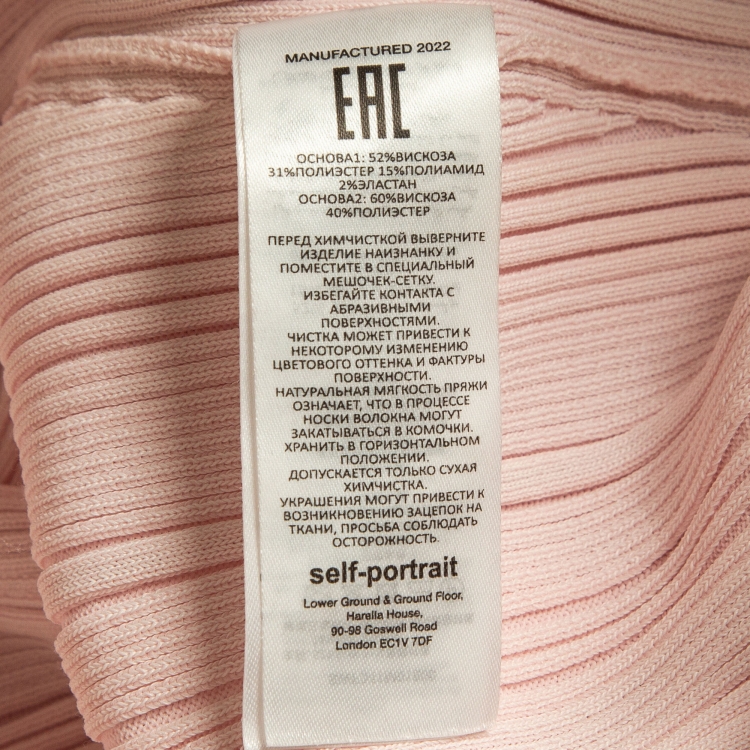 MANUFACTURED 2022
EAC
ОСНОВА1: 52%ВИСКОЗА
31%ПОЛИЭСТЕР 15%ПОЛИАМИД
2%ЭЛАСТАН
ОСНОВА2: 60%ВИСКОЗА
40%ПОЛИЭСТЕР
ПЕРЕД ХИМЧИСТКОЙ ВЫВЕРНИТЕ
ИЗДЕЛИЕ НАИЗНАНКУ И
ПОМЕСТИТЕ В СПЕЦИАЛЬНЫЙ
МЕШОЧЕК-СЕТКУ.
ИЗБЕГАЙТЕ КОНТАКТА С
АБРАЗИВНЫМИ
ПОВЕРХНОСТЯМИ.
ЧИСТКА МОЖЕТ ПРИВЕСТИ К
НЕКОТОРОМУ ИЗМЕНЕНИЮ
ЦВЕТОВОГО ОТТЕНКА И ФАКТУРЫ
ПОВЕРХНОСТИ.
НАТУРАЛЬНАЯ МЯГКОСТЬ ПРЯЖИ
ОЗНАЧАЕТ, ЧТО В ПРОЦЕССЕ
НОСКИ ВОЛОКНА МОГУТ
ЗАКАТЫВАТЬСЯ В КОМОЧКИ.
ХРАНИТЬ В ГОРИЗОНТАЛЬНОМ
ПОЛОЖЕНИИ.
ДОПУСКАЕТСЯ ТОЛЬКО СУХАЯ
ХИМЧИСТКА.
УКРАШЕНИЯ МОГУТ ПРИВЕСТИ К
ВОЗНИКНОВЕНИЮ ЗАЦЕПОК НА
ТКАНИ, ПРОСЬБА СОБЛЮДАТЬ
ОСТОРОЖНОСТЬ.
self-portrait
Lower Ground & Ground Floor,
Harella House,
90-98 Goswell Road
London EC1V 7DF